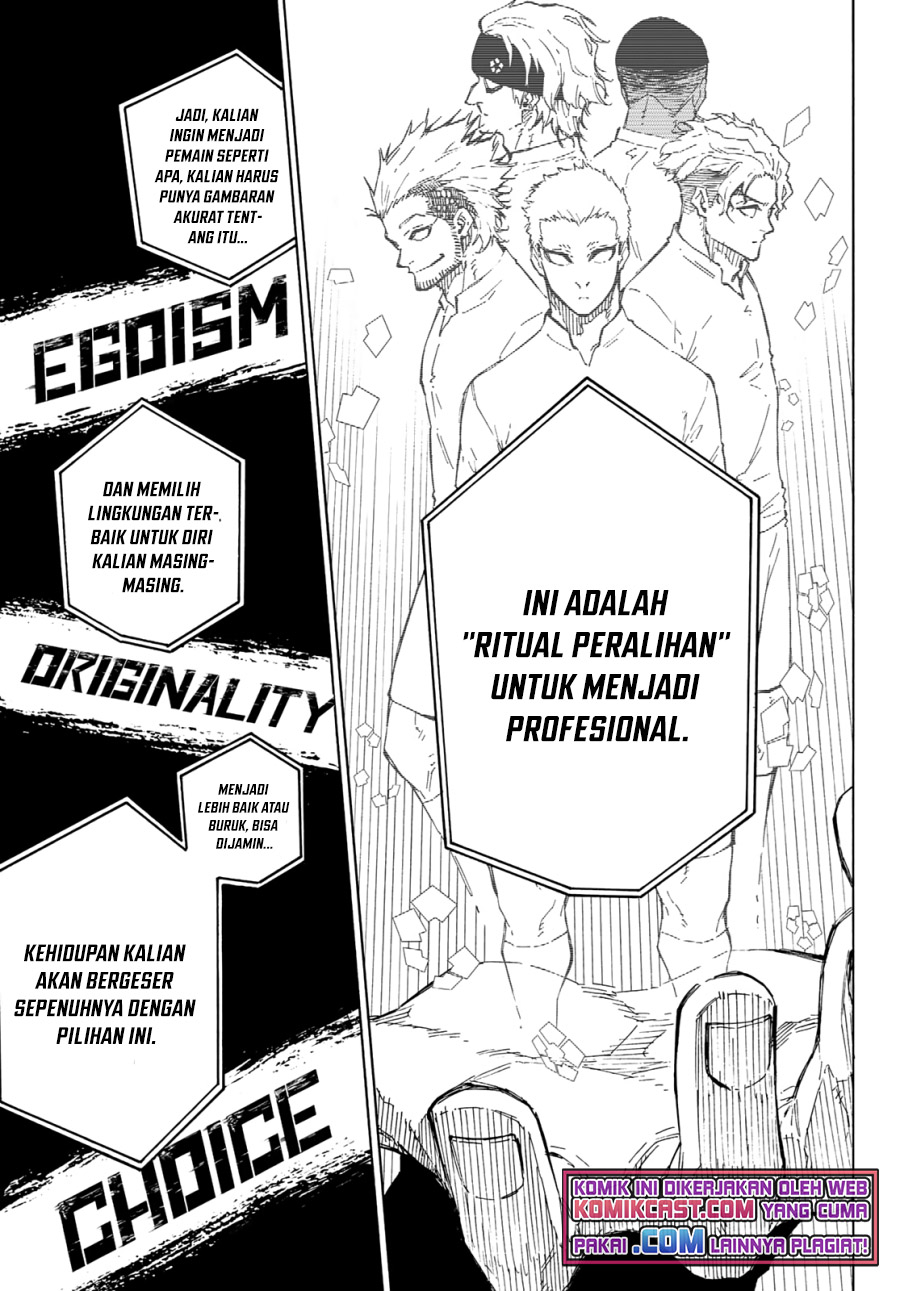 INI ADALAH
"RITUAL PERALIHAN"
UNTUK MENJADI
PROFESIONAL.
JADI, KALIAN
INGIN MENJADI
PEMAIN SEPERTI
APA, KALIAN HARUS
PUNYA GAMBARAN
AKURAT TENT-
ANG ITU...
EGOISM
DAN MEMILIH
LINGKUNGAN TER-
BAIK UNTUK DIRI
KALIAN MASING-
MASING.
ORIGINALITY
MENJADI
LEBIH BAIK ATAU
BURUK, BISA
DIJAMIN...
KEHIDUPAN KALIAN
AKAN BERGESER
SEPENUHNYA DENGAN
PILIHAN INI.
CHOICE
KOMIK INI DIKERJAKAN OLEH WEB
KOMIKCAST.COM YANG CUMA
PAKAI .COM LAINNYA PLAGIAT!